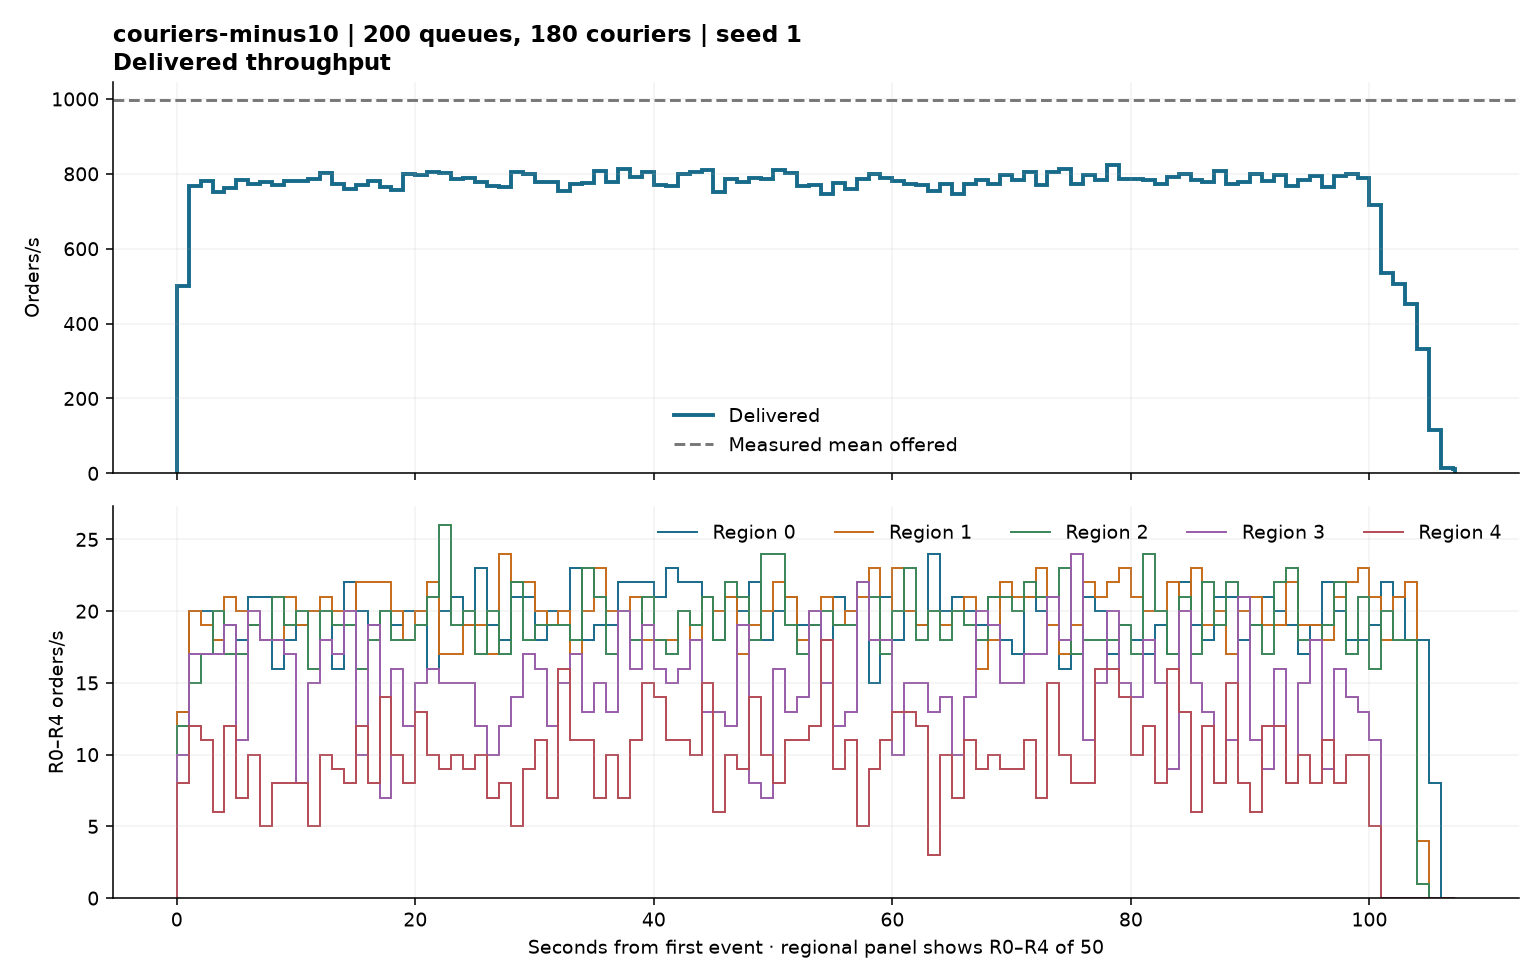 couriers-minus10 | 200 queues, 180 couriers | seed 1
Delivered throughput
1000
800
600
400
200
0
Orders/s
Delivered
Measured mean offered
25
20
15
10
5
0
R0–R4 orders/s
Region 0 Region 1 Region 2 Region 3 Region 4
0 20 40 60 80 100
Seconds from first event · regional panel shows R0–R4 of 50